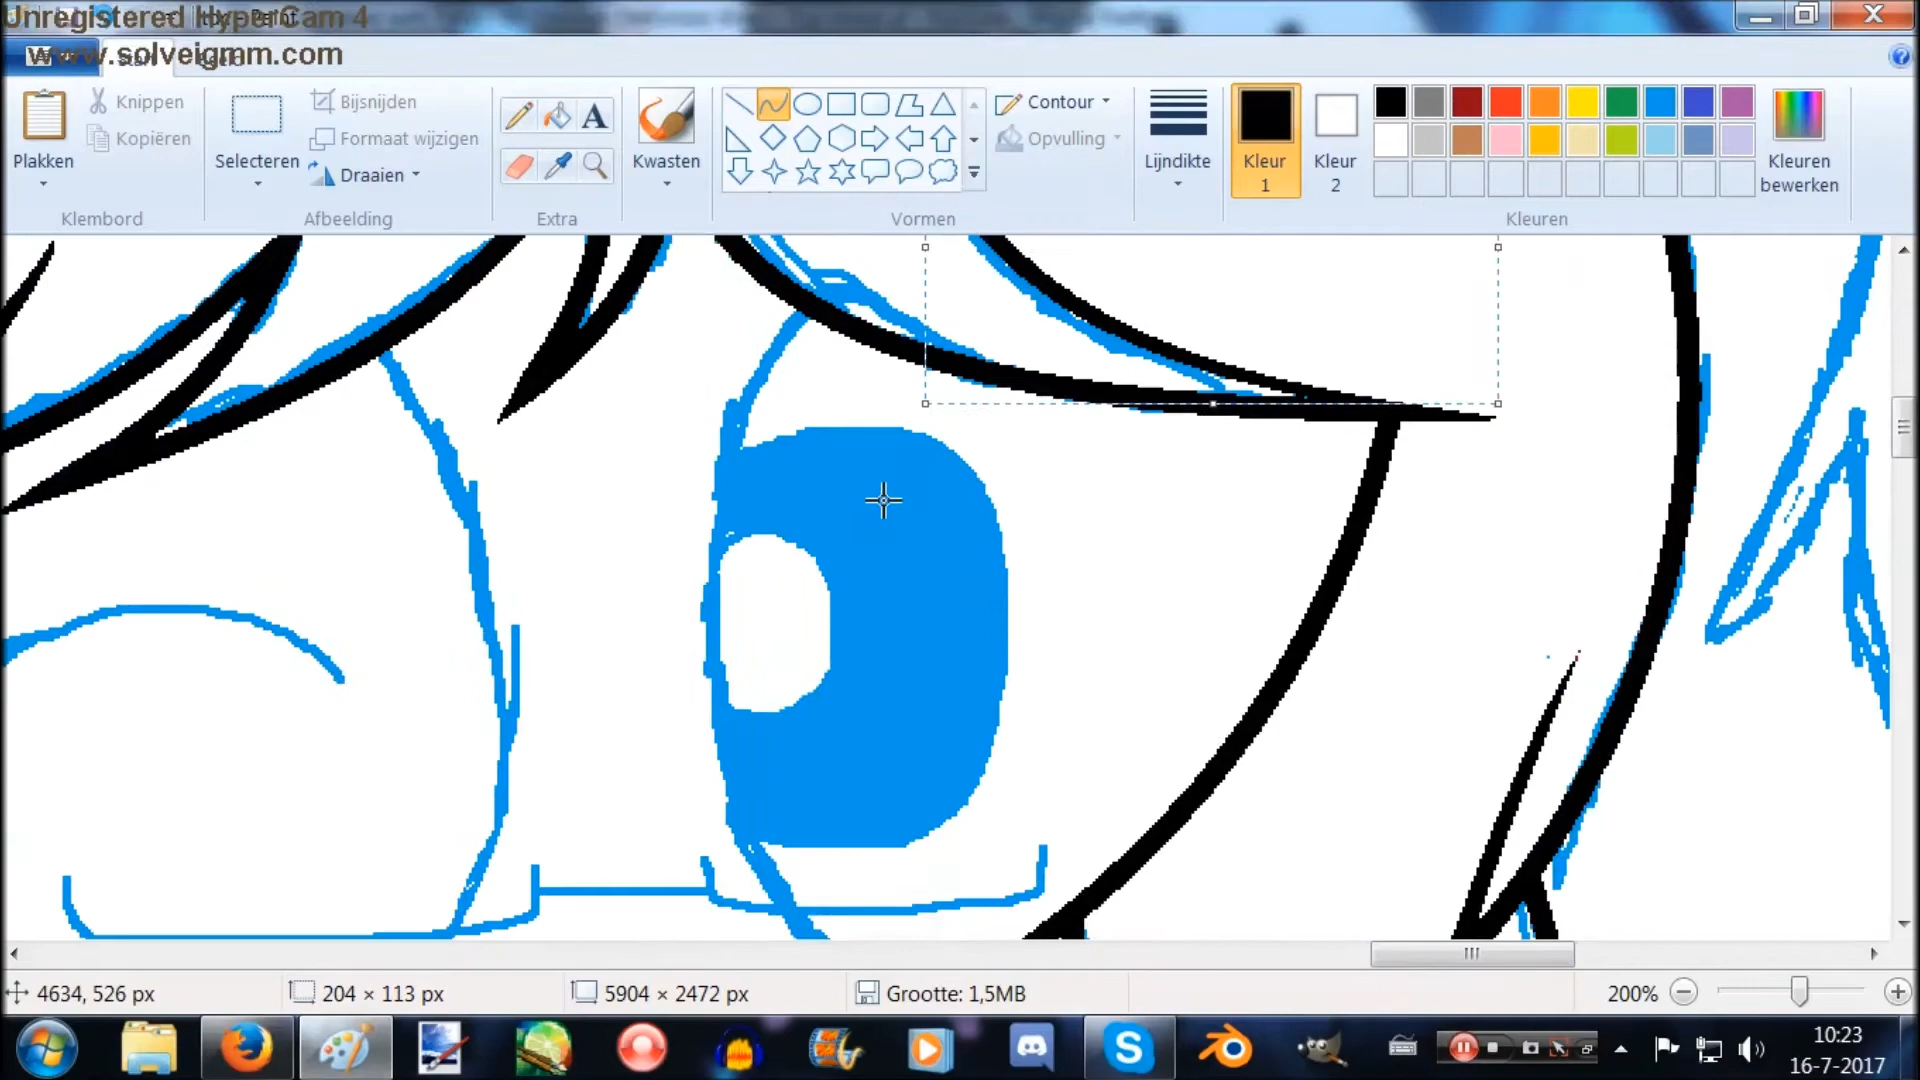 Unregistered HyperCam 4
www.solveigmm.com
Plakken
Knippen
Kopiëren
Klembord
Selecteren
Bijsnijden
Formaat wijzigen
Draaien
Afbeelding
A
Extra
Kwasten
Contour
Opvulling
Vormen
Lijndikte
Kleur
1
Kleur
2
Kleuren
bewerken
Kleuren
4634, 526 px
204 × 113 px
5904 × 2472 px
Grootte: 1,5MB
200%
10:23
16-7-2017